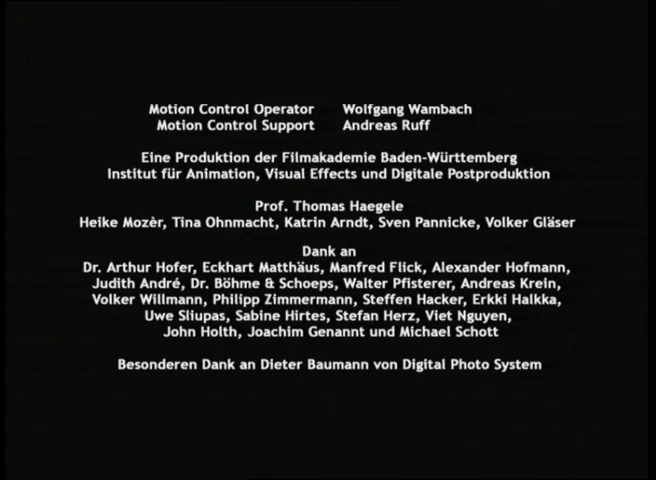 Motion Control Operator Wolfgang Wambach
Motion Control Support Andreas Ruff
Eine Produktion der Filmakademie Baden-Württemberg
Institut für Animation, Visual Effects und Digitale Postproduktion
Prof. Thomas Haegele
Heike Mozèr, Tina Ohnmacht, Katrin Arndt, Sven Pannicke, Volker Gläser
Dank an
Dr. Arthur Hofer, Eckhart Matthäus, Manfred Flick, Alexander Hofmann,
Judith André, Dr. Böhme & Schoeps, Walter Pfisterer, Andreas Krein,
Volker Willmann, Philipp Zimmermann, Steffen Hacker, Erkki Halkka,
Uwe Sliupas, Sabine Hirtes, Stefan Herz, Viet Nguyen,
John Holth, Joachim Genannt und Michael Schott
Besonderen Dank an Dieter Baumann von Digital Photo System